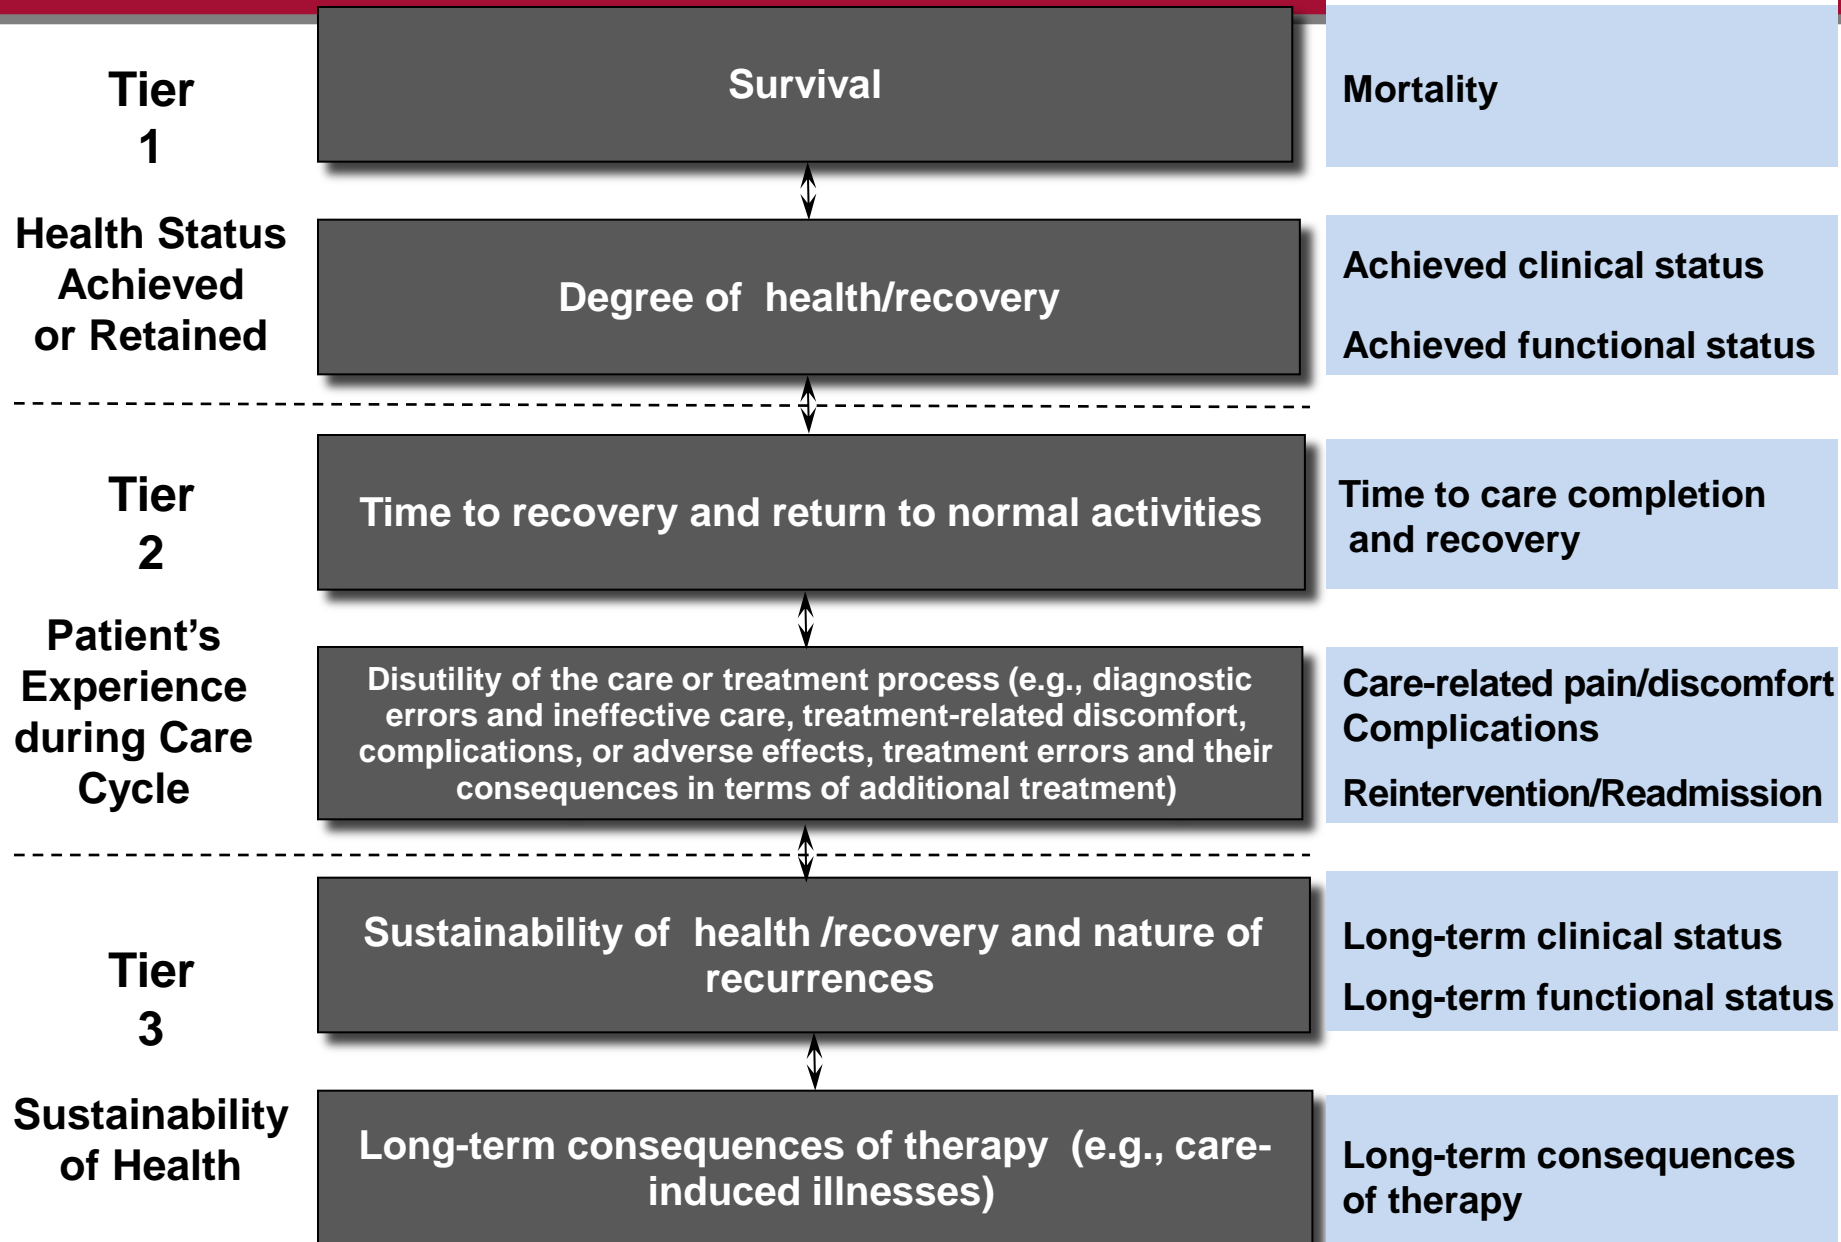 Tier
1
Survival
Mortality
Health Status
Achieved
or Retained
Degree of  health/recovery
Achieved clinical status
Achieved functional status
Tier
2
Time to recovery and return to normal activities
Time to care completion
and recovery
Patient’s
Experience
during Care
Cycle
Disutility of the care or treatment process (e.g., diagnostic
errors and ineffective care, treatment-related discomfort,
complications, or adverse effects, treatment errors and their
consequences in terms of additional treatment)
Care-related pain/discomfort
Complications
Reintervention/Readmission
Tier
3
Sustainability of  health /recovery and nature of
recurrences
Long-term clinical status
Long-term functional status
Sustainability
of Health
Long-term consequences of therapy  (e.g., care-
induced illnesses)
Long-term consequences
of therapy